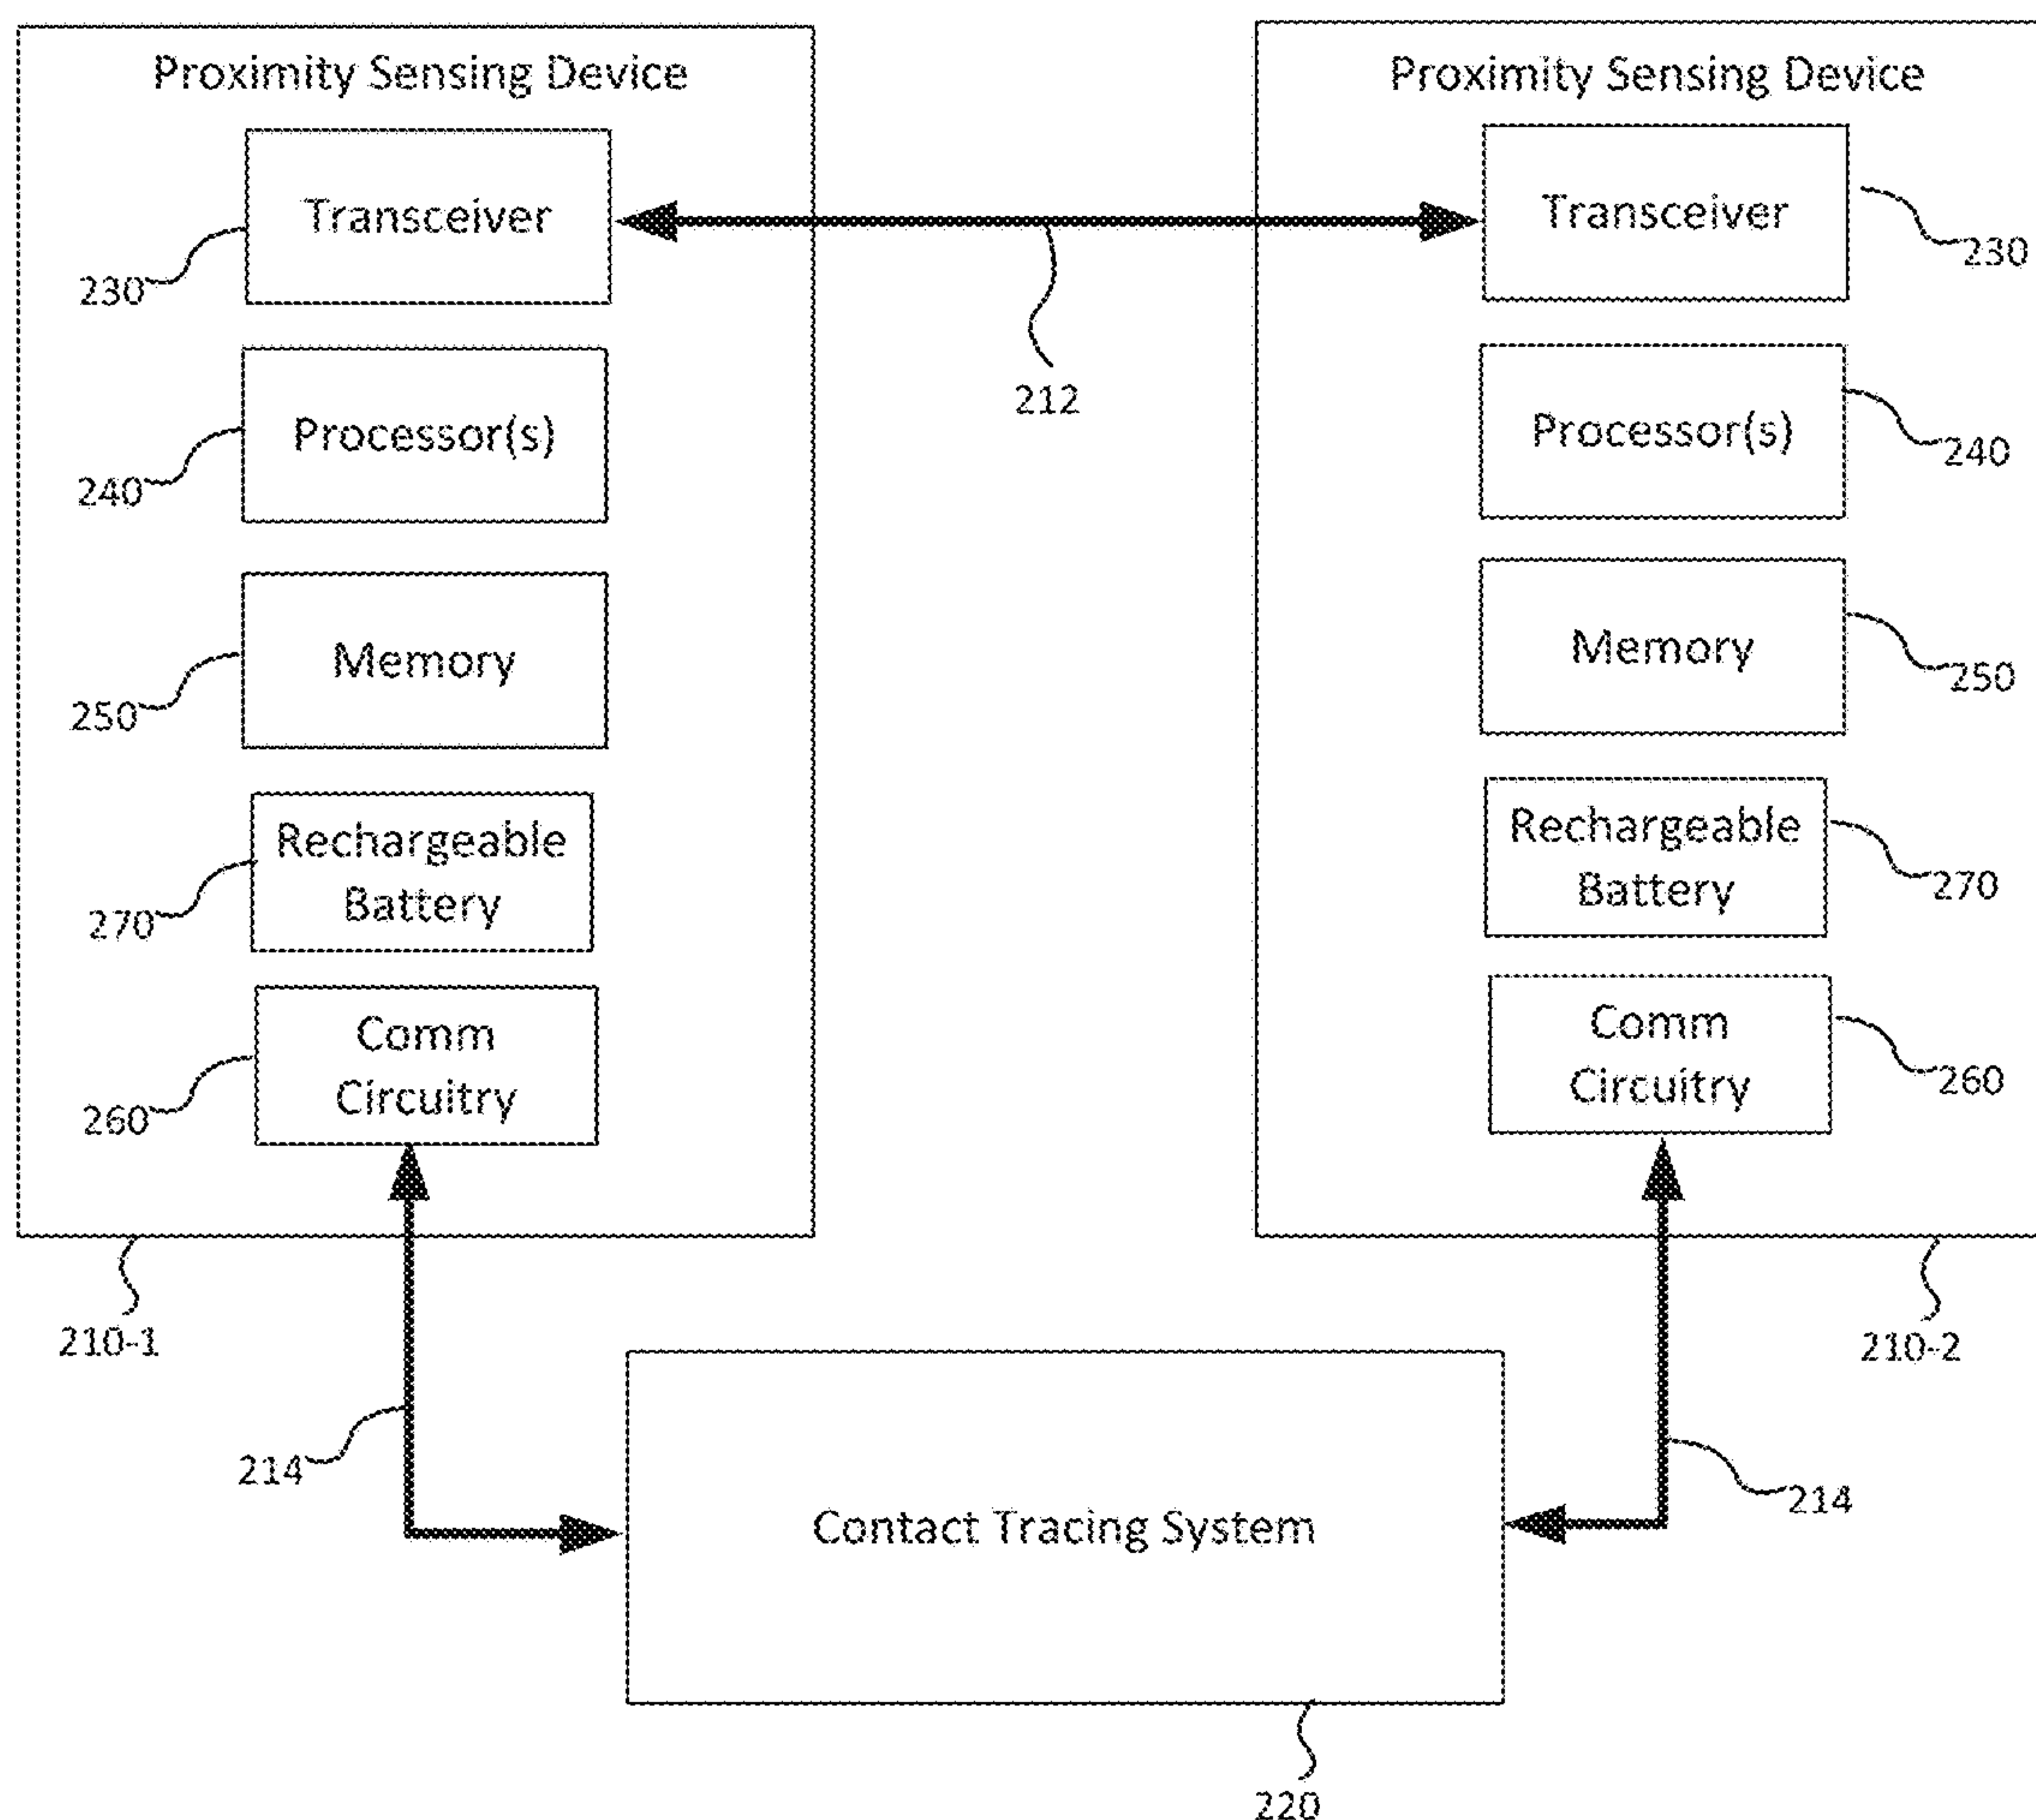 Proximity Sensing Device
Transceiver
230
Processor(s)
240
Memory
250
Rechargeable
Battery
270
Comm
Circuitry
260
210-1
212
Proximity Sensing Device
Transceiver
230
Processor(s)
240
Memory
250
Rechargeable
Battery
270
Comm
Circuitry
260
210-2
214
214
Contact Tracing System
220